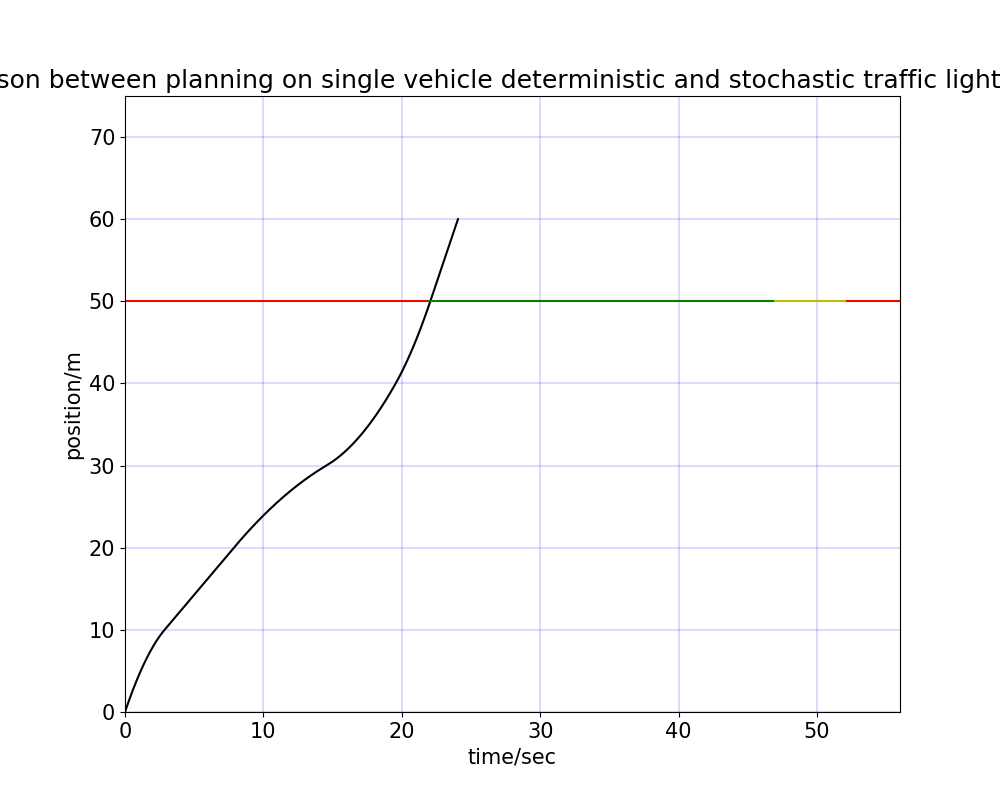 son between planning on single vehicle deterministic and stochastic traffic light
70
60
50
40
30
20
10
0
position/m
0 10 20 30 40 50
time/sec